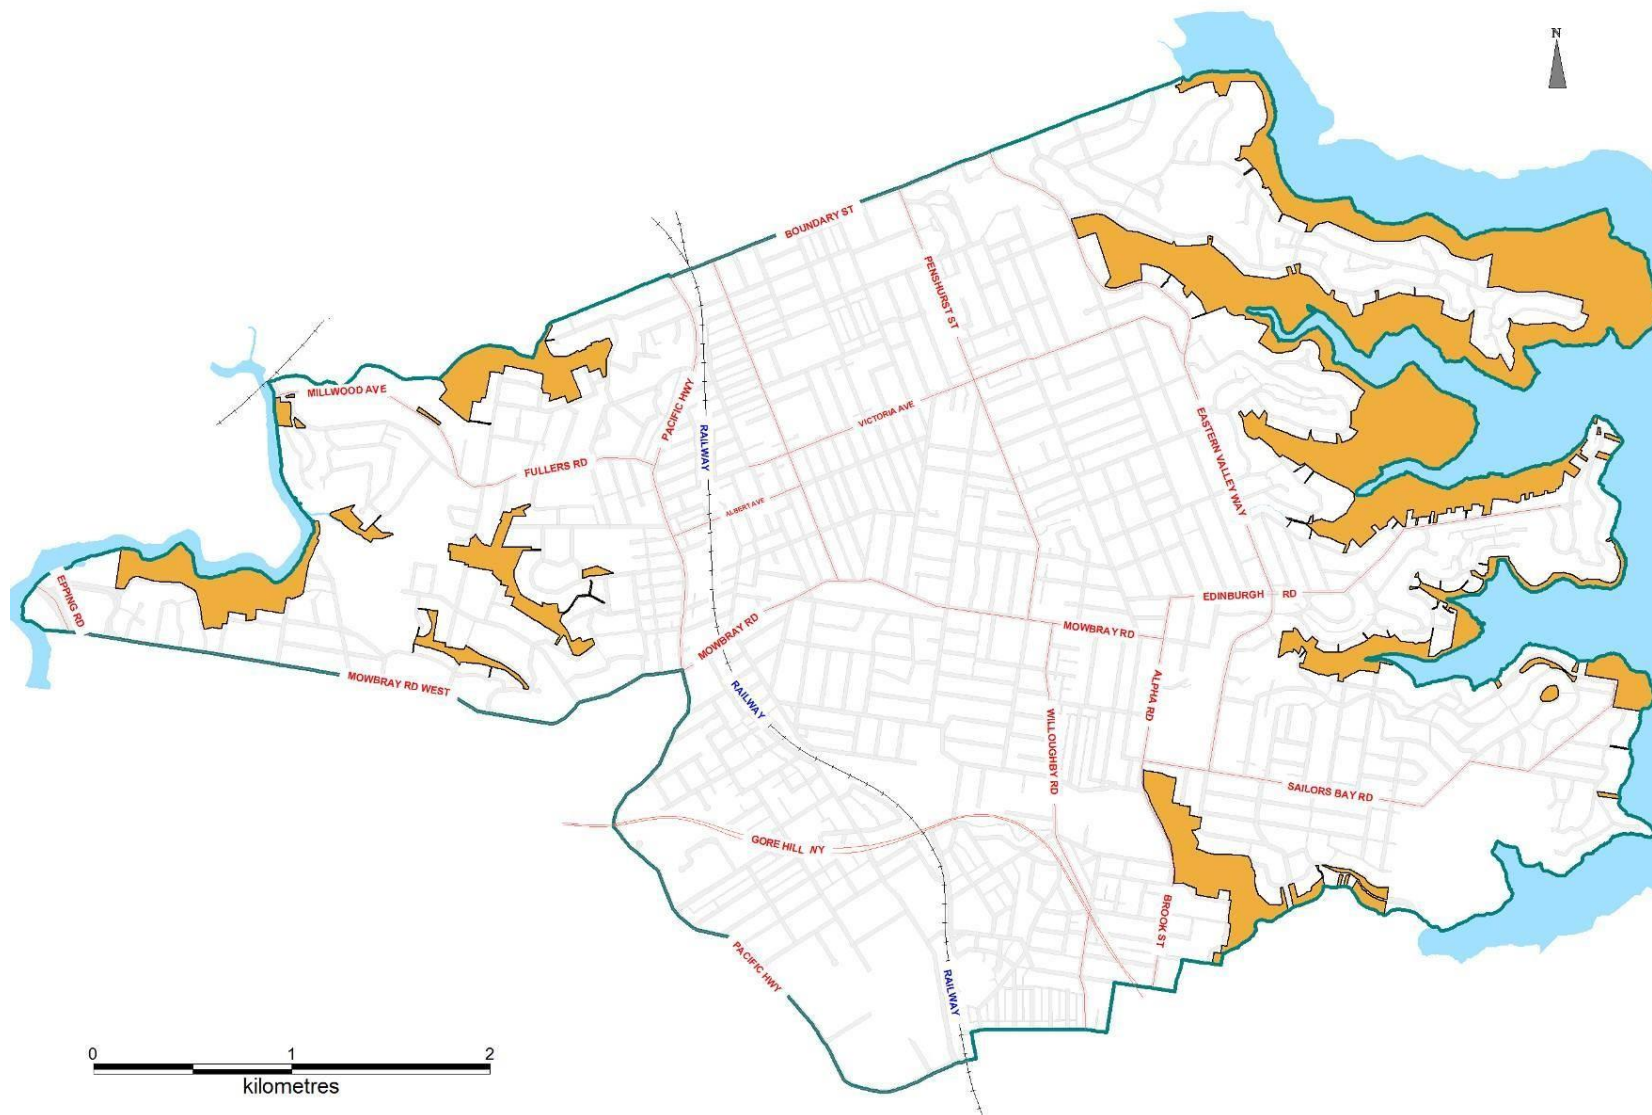 N
BOUNDARY ST
PENSHURST ST
MILLWOOD AVE
PACIFIC HWY
VICTORIA AVE
RAILWAY
EASTERN VALLEY WAY
FULLERS RD
ALBERT AVE
EPPING RD
EDINBURGH RD
MOWBRAY RD
MOWBRAY RD
MOWBRAY RD WEST
RAILWAY
ALPHA RD
WILLOUGHBY RD
SAILORS BAY RD
GORE HILL
BROOK ST
PACIFIC HWY
RAILWAY
0 1 2
kilometres